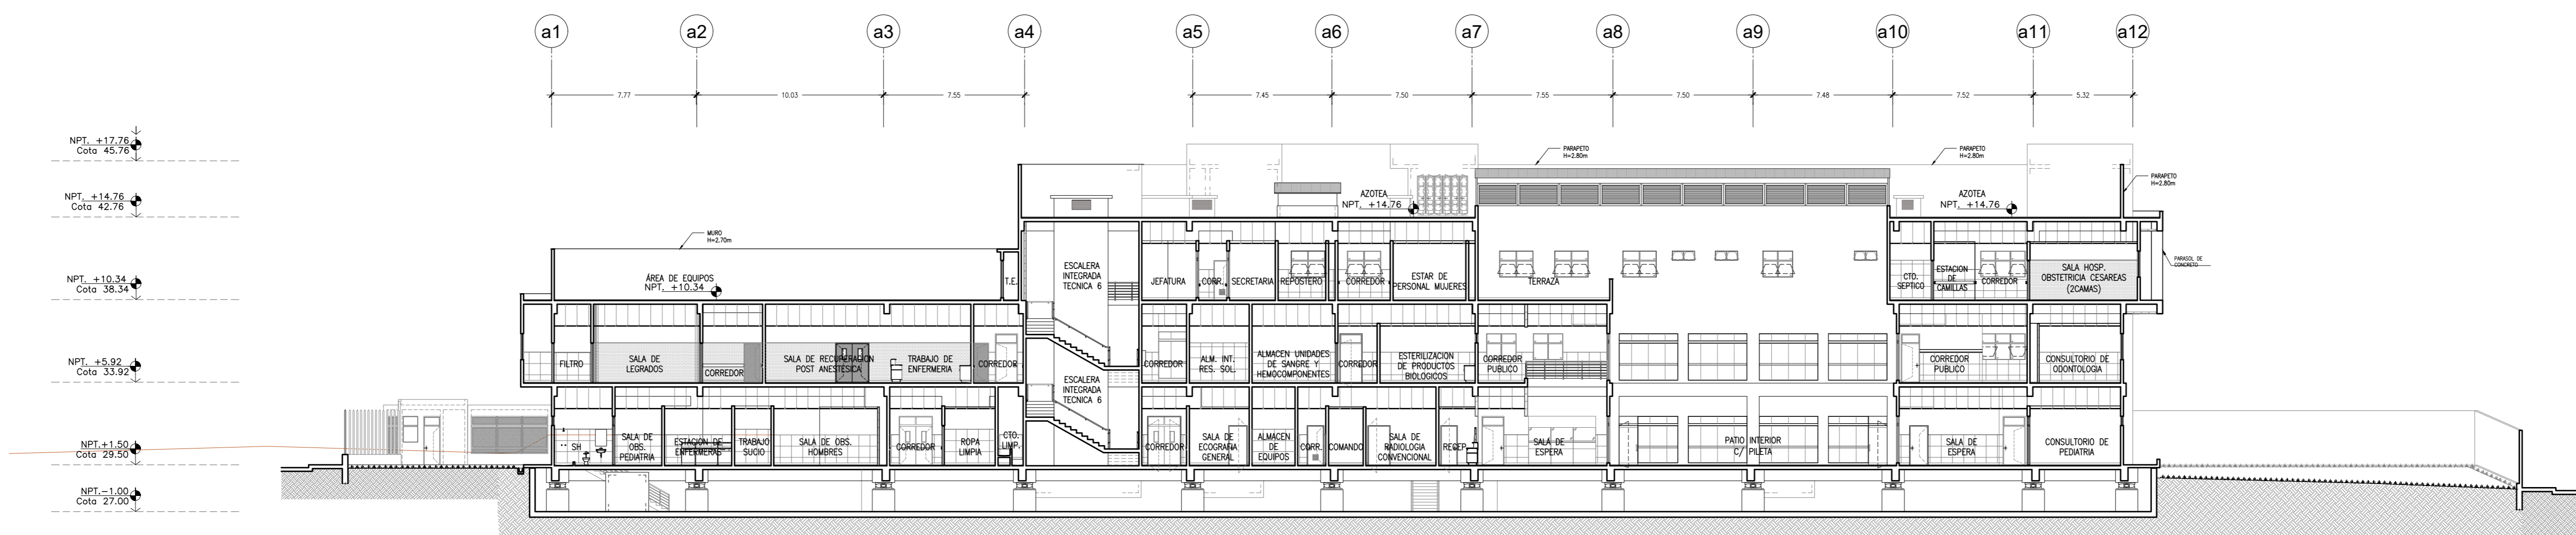 a1 a2 a3 a4 a5 a6 a7 a8 a9 a10 a11 a12
7.77 10.03 7.55 7.45 7.50 7.55 7.50 7.48 7.52 5.32
NPT. +17.76
Cota 45.76
NPT. +14.76
Cota 42.76
NPT. +10.34
Cota 38.34
NPT. +5.92
Cota 33.92
NPT.+1.50
Cota 29.50
NPT.-1.00
Cota 27.00
PARAPETO
H=2.80m
PARAPETO
H=2.80m
PARAPETO
H=2.80m
AZOTEA
NPT. +14.76
AZOTEA
NPT. +14.76
MURO
H=2.70m
ÁREA DE EQUIPOS
NPT. +10.34
T.E.
ESCALERA
INTEGRADA
TECNICA 6
JEFATURA
CORR.
SECRETARIA
REPOSTERO
CORREDOR
ESTAR DE
PERSONAL MUJERES
TERRAZA
CTO.
SEPTICO
ESTACION
DE
CAMILLAS
CORREDOR
SALA HOSP.
OBSTETRICIA CESAREAS
(2CAMAS)
PARASOL DE
CONCRETO
FILTRO
SALA DE
LEGRADOS
CORREDOR
SALA DE RECUPERACION
POST ANESTESICA
TRABAJO DE
ENFERMERIA
CORREDOR
ESCALERA
INTEGRADA
TECNICA 6
CORREDOR
ALM. INT.
RES. SOL.
ALMACEN UNIDADES
DE SANGRE Y
HEMOCOMPONENTES
CORREDOR
ESTERILIZACION
DE PRODUCTOS
BIOLOGICOS
CORREDOR
PUBLICO
CORREDOR
PUBLICO
CONSULTORIO DE
ODONTOLOGIA
SH
SALA DE
OBS.
PEDIATRIA
ESTACION DE
ENFERMERAS
TRABAJO
SUCIO
SALA DE OBS.
HOMBRES
CORREDOR
ROPA
LIMPIA
CTO.
LIMP.
CORREDOR
SALA DE
ECOGRAFIA
GENERAL
ALMACEN
DE
EQUIPOS
CORR.
COMANDO
SALA DE
RADIOLOGIA
CONVENCIONAL
RECEP.
SALA DE
ESPERA
PATIO INTERIOR
C/ PILETA
SALA DE
ESPERA
CONSULTORIO DE
PEDIATRIA